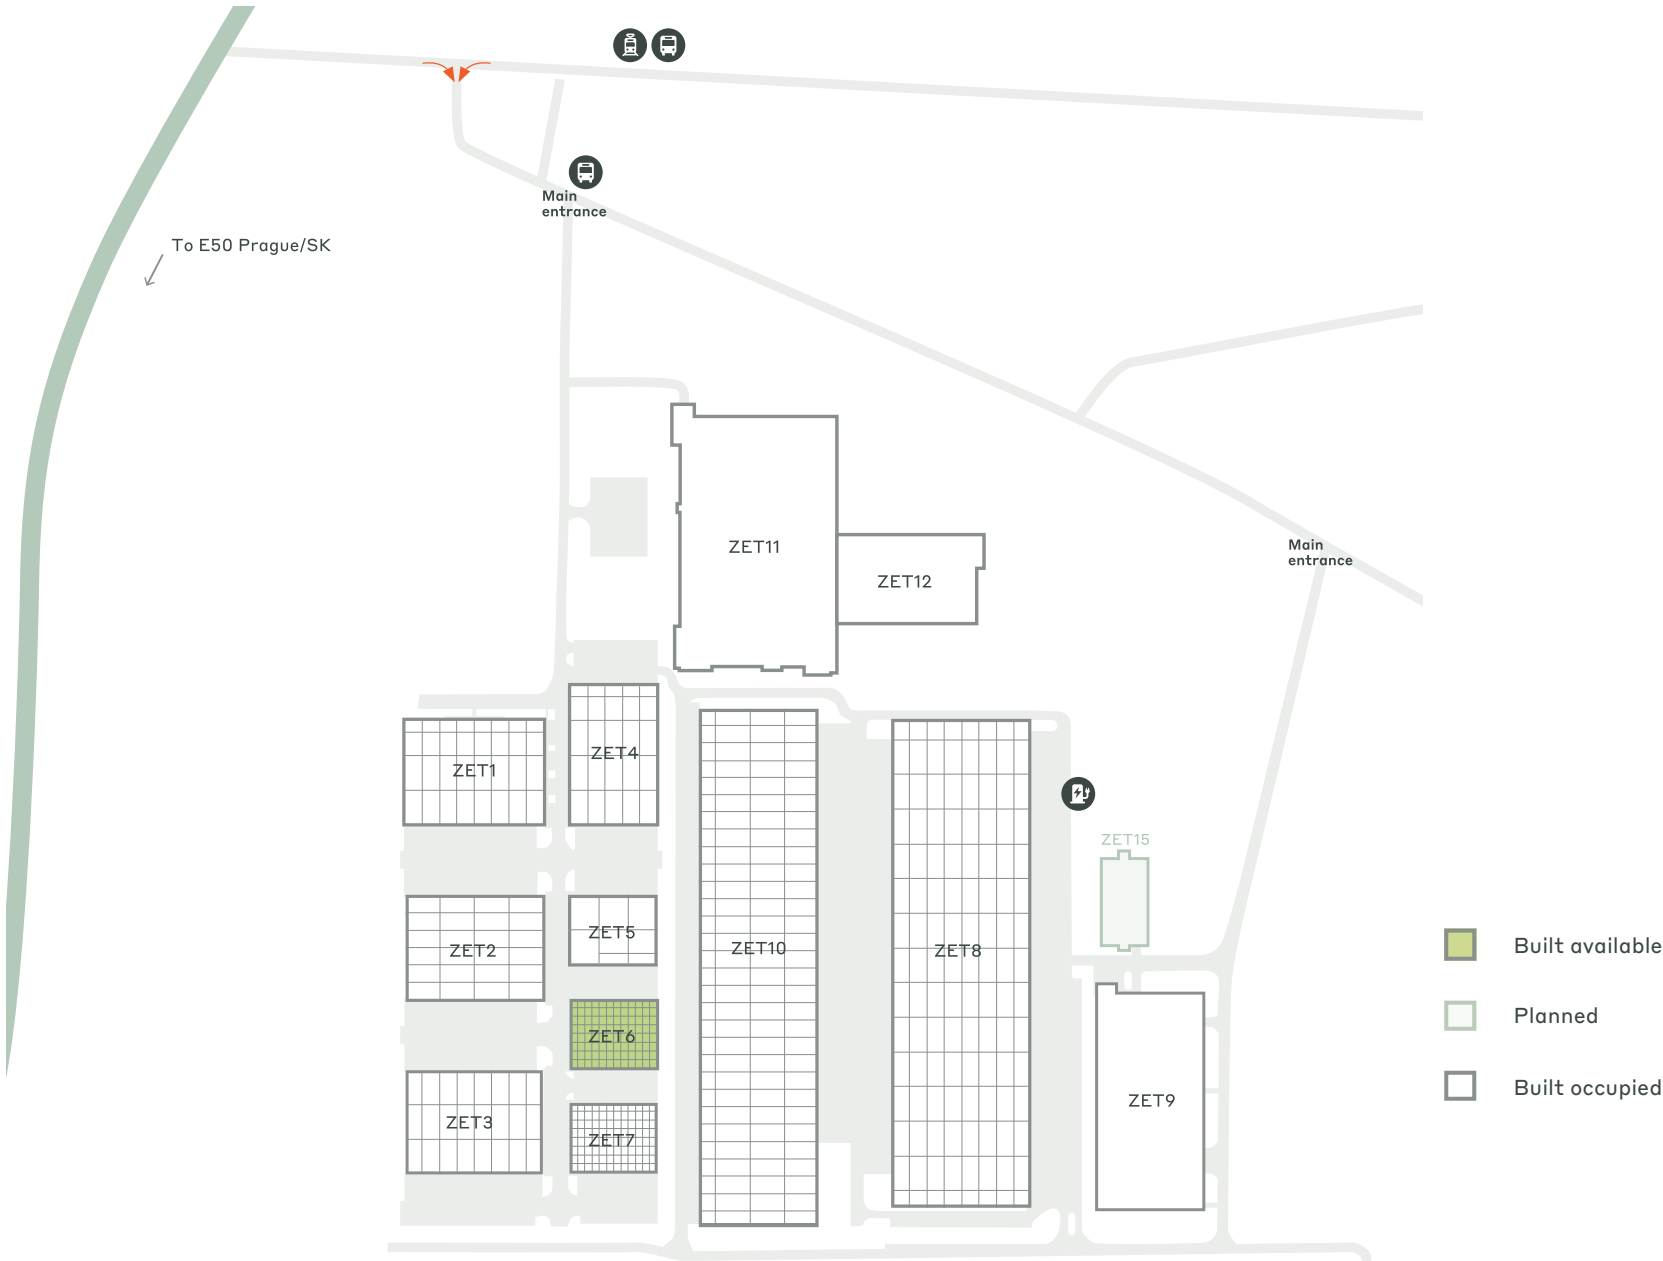 Main
entrance
To E50 Prague/SK
ZET11
Main
entrance
ZET12
ZET4
ZET1
ZET15
ZET5
ZET10
ZET2
ZET8
Built available
Planned
ZET6
Built occupied
ZET9
ZET3
ZET7